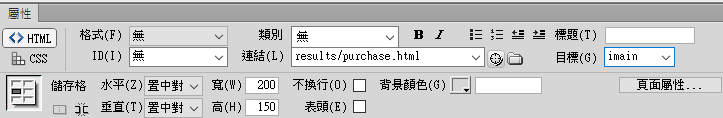 屬性
<> HTML 格式(F) 無 類別 無 B I 標題(T)
CSS ID(I) 無 連結(L) results/purchase.html 目標(G) imain
儲存格 水平(Z) 置中對 寬(W) 200 不換行(O) 背景顏色(G) 頁面屬性...
垂直(T) 置中對 高(H) 150 表頭(E)